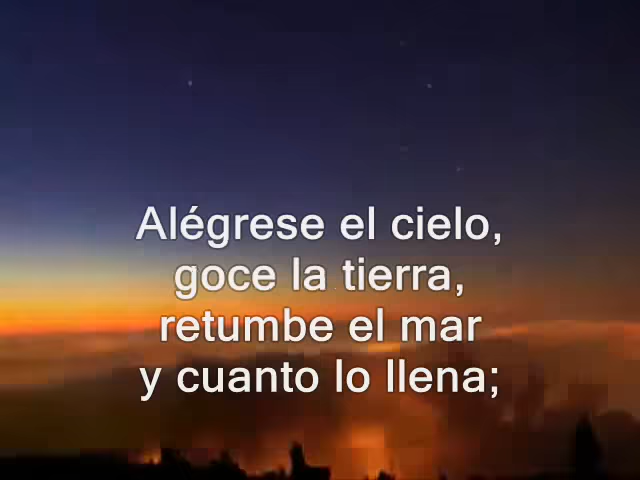 Alégrese el cielo,
goce la tierra,
retumbe el mar
y cuanto lo llena;